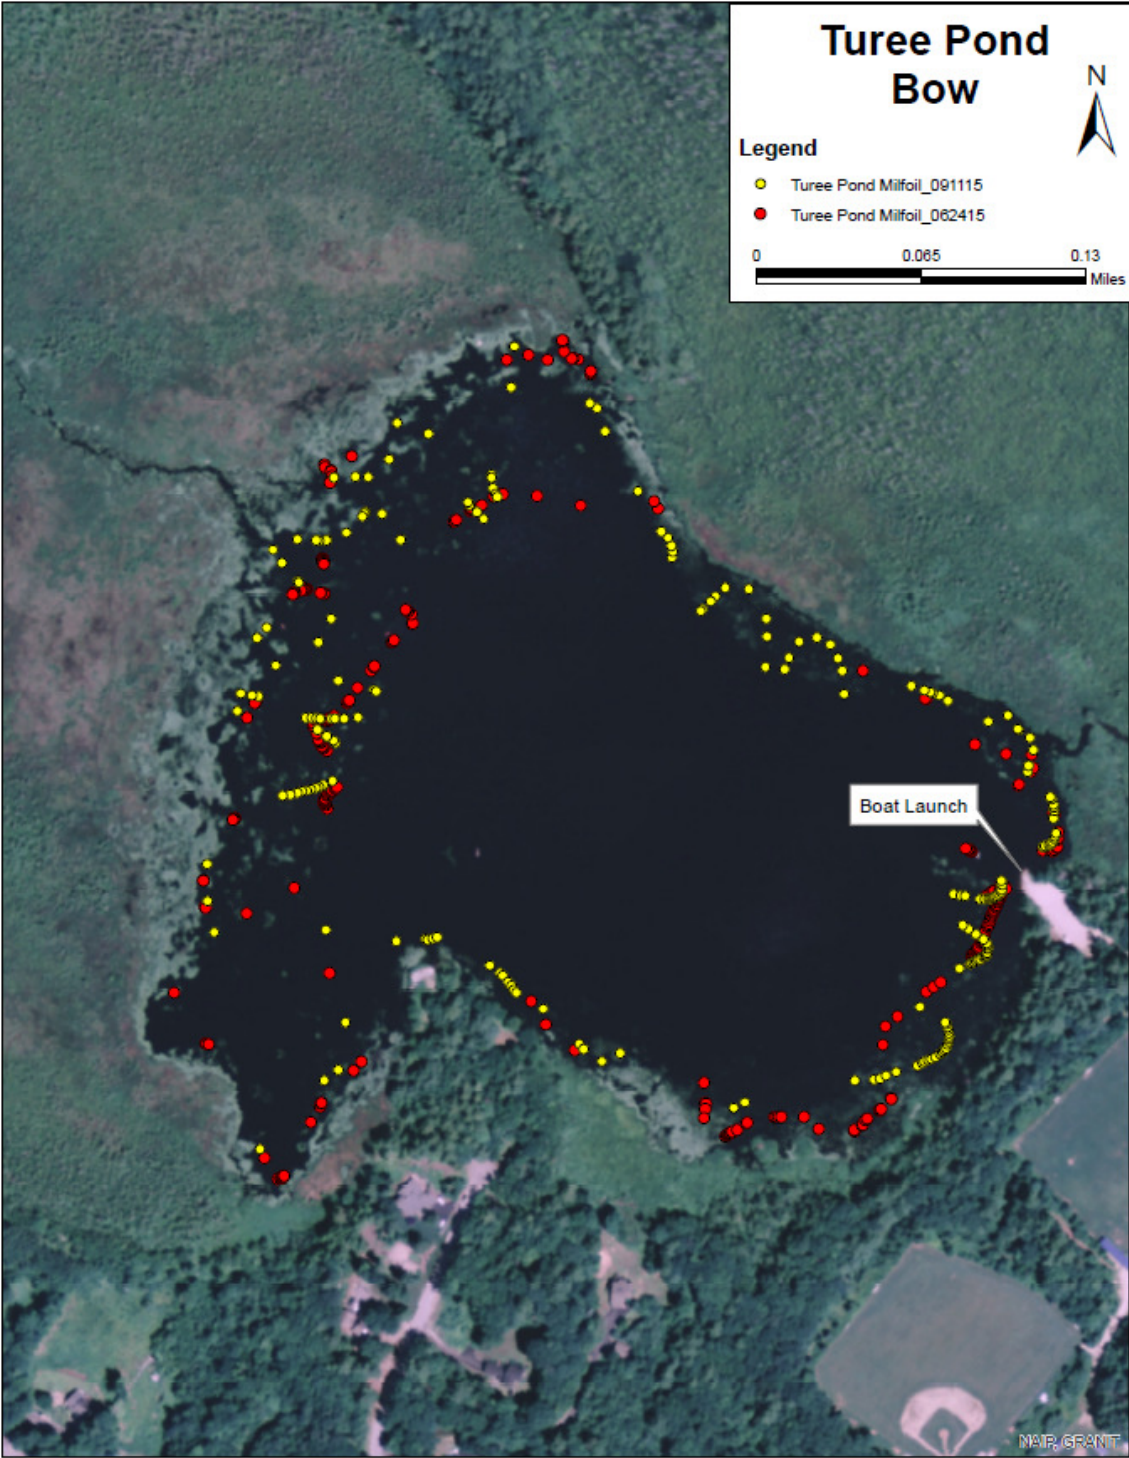 Turee Pond
Bow
N
Legend
Turee Pond Milfoil_091115
Turee Pond Milfoil_062415
0 0.065 0.13
Miles
Boat Launch
NAIP, GRANIT